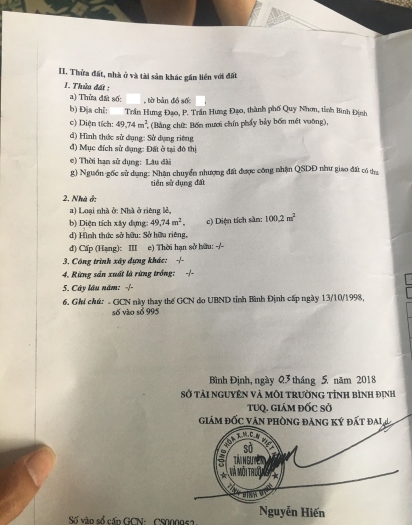 II. Thửa đất, nhà ở và tài sản khác gắn liền với đất
1. Thửa đất :
a) Thửa đất số: , tờ bản đồ số: .
b) Địa chỉ: Trần Hưng Đạo, P. Trần Hưng Đạo, thành phố Quy Nhơn, tỉnh Bình Định
c) Diện tích: 49,74 m², (Bằng chữ: Bốn mươi chín phẩy bảy bốn mét vuông),
d) Hình thức sử dụng: Sử dụng riêng
đ) Mục đích sử dụng: Đất ở tại đô thị
e) Thời hạn sử dụng: Lâu dài
g) Nguồn gốc sử dụng: Nhận chuyển nhượng đất được công nhận QSDĐ như giao đất có thu
tiền sử dụng đất
2. Nhà ở:
a) Loại nhà ở: Nhà ở riêng lẻ,
b) Diện tích xây dựng: 49,74 m², c) Diện tích sàn: 100,2 m²
d) Hình thức sở hữu: Sở hữu riêng,
đ) Cấp (Hạng): III e) Thời hạn sở hữu: -/-
3. Công trình xây dựng khác: -/-
4. Rừng sản xuất là rừng trồng: -/-
5. Cây lâu năm: -/-
6. Ghi chú: - GCN này thay thế GCN do UBND tỉnh Bình Định cấp ngày 13/10/1998,
số vào sổ 995
Bình Định, ngày 03 tháng 5 năm 2018
SỞ TÀI NGUYÊN VÀ MÔI TRƯỜNG TỈNH BÌNH ĐỊNH
TUQ. GIÁM ĐỐC SỞ
GIÁM ĐỐC VĂN PHÒNG ĐĂNG KÝ ĐẤT ĐAI
CỘNG HÒA X.H.C.N VIỆT
SỞ
TÀI NGUYÊN
VÀ MÔI TRƯỜNG
TỈNH BÌNH ĐỊNH
Nguyễn Hiến
Số vào sổ cấp GCN: CS000952